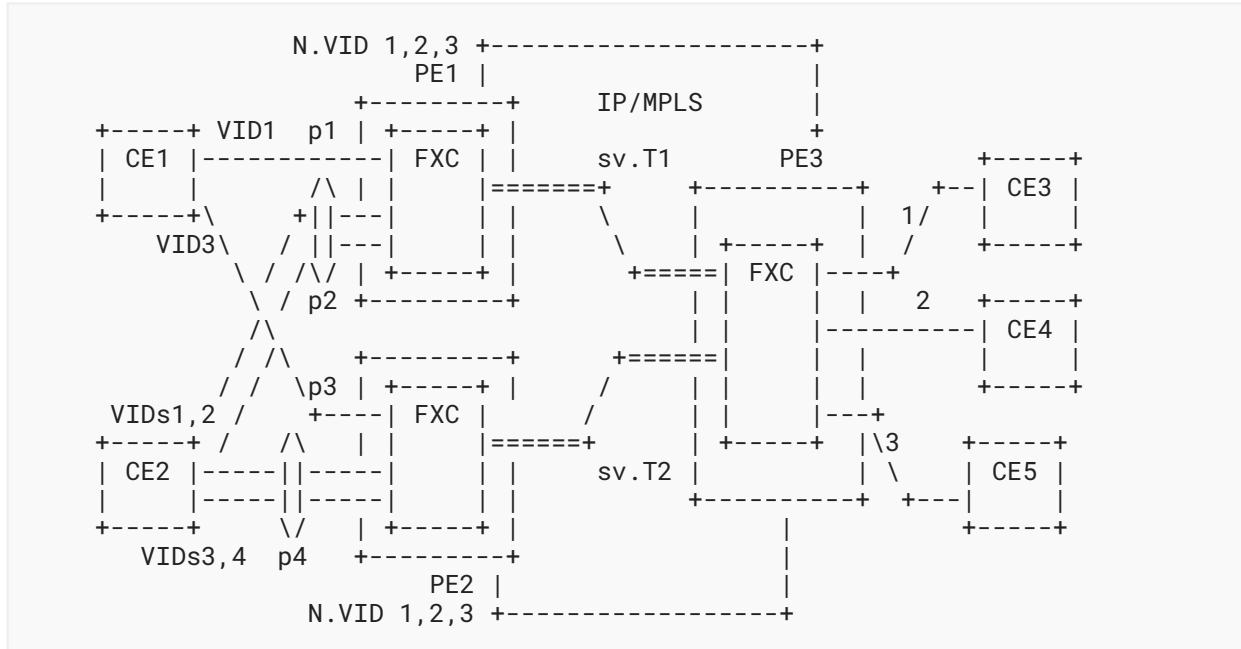 N.VID 1,2,3
PE1
IP/MPLS
VID1 p1
CE1 FXC sv.T1 PE3
CE3
1
VID3
FXC
p2 2
CE4
p3
VIDs1,2 FXC
3
CE2 sv.T2 CE5
VIDs3,4 p4
PE2
N.VID 1,2,3